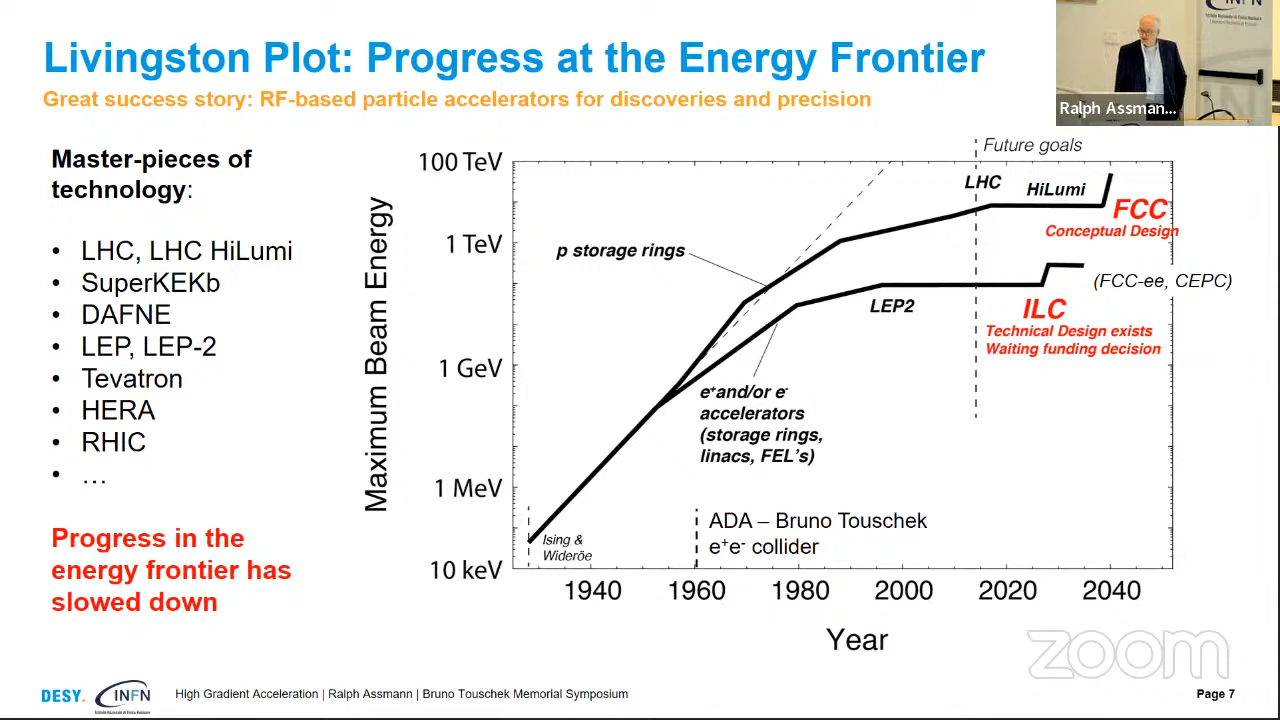 Livingston Plot: Progress at the Energy Frontier
Great success story: RF-based particle accelerators for discoveries and precision
INFN
Ralph Assman...
Master-pieces of
technology:
• LHC, LHC HiLumi
• SuperKEKb
• DAFNE
• LEP, LEP-2
• Tevatron
• HERA
• RHIC
• …
Progress in the
energy frontier has
slowed down
Maximum Beam Energy
100 TeV
1 TeV
1 GeV
1 MeV
10 keV
Future goals
LHC
HiLumi
FCC
Conceptual Design
p storage rings
(FCC-ee, CEPC)
LEP2
ILC
Technical Design exists
Waiting funding decision
e⁺and/or e⁻
accelerators
(storage rings,
linacs, FEL's)
Ising &
Wideröe
ADA – Bruno Touschek
e⁺e⁻ collider
1940 1960 1980 2000 2020 2040
Year
zoom
DESY. INFN
High Gradient Acceleration | Ralph Assmann | Bruno Touschek Memorial Symposium
Page 7